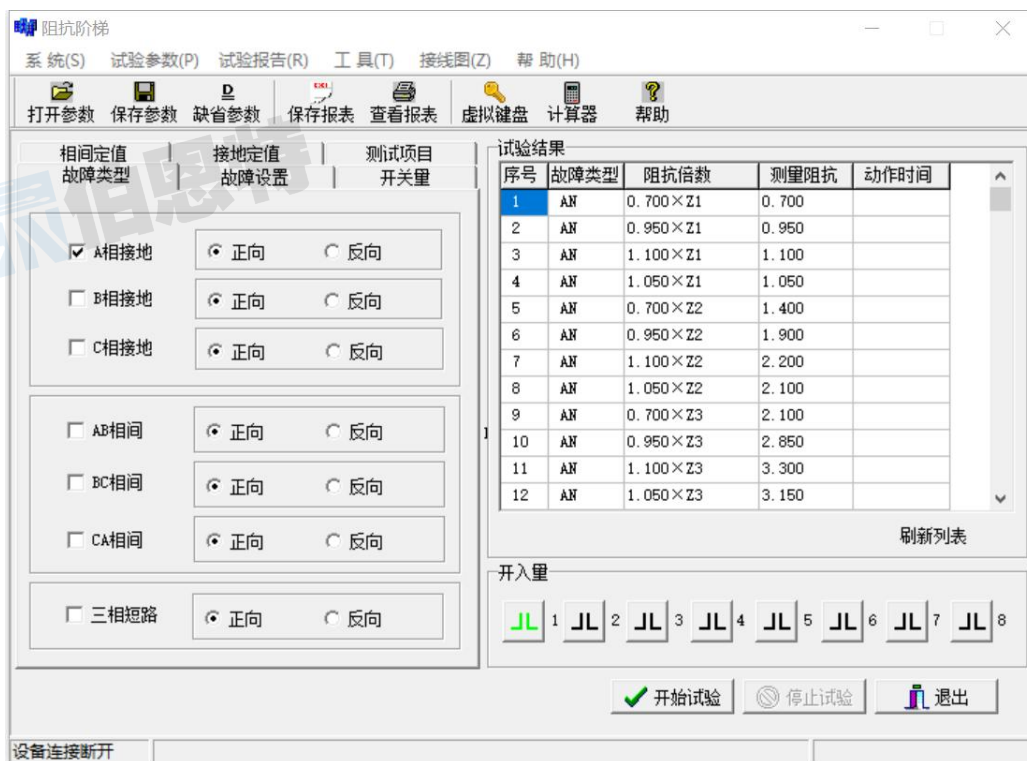 阻抗阶梯
系 统(S) 试验参数(P) 试验报告(R) 工 具(T) 接线图(Z) 帮 助(H)
打开参数 保存参数 缺省参数 保存报表 查看报表 虚拟键盘 计算器 帮助
相间定值 接地定值 测试项目
故障类型 故障设置 开关量
A相接地 正向 反向
B相接地 正向 反向
C相接地 正向 反向
AB相间 正向 反向
BC相间 正向 反向
CA相间 正向 反向
三相短路 正向 反向
伯恩特
试验结果
序号 故障类型 阻抗倍数 测量阻抗 动作时间
1 AN 0.700×Z1 0.700
2 AN 0.950×Z1 0.950
3 AN 1.100×Z1 1.100
4 AN 1.050×Z1 1.050
5 AN 0.700×Z2 1.400
6 AN 0.950×Z2 1.900
7 AN 1.100×Z2 2.200
8 AN 1.050×Z2 2.100
9 AN 0.700×Z3 2.100
10 AN 0.950×Z3 2.850
11 AN 1.100×Z3 3.300
12 AN 1.050×Z3 3.150
刷新列表
开入量
1 2 3 4 5 6 7 8
开始试验 停止试验 退出
设备连接断开